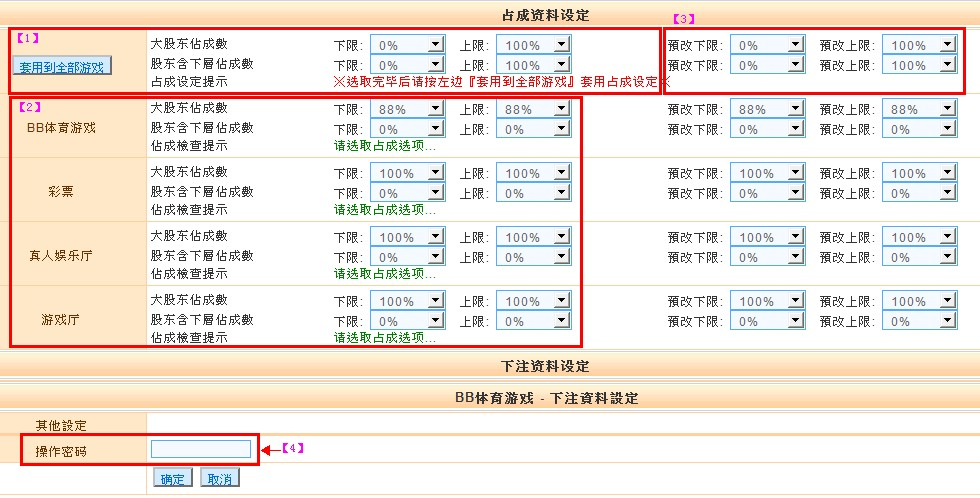 占成资料设定
【1】
【3】
套用到全部游戏
大股东佔成數 下限: 0% 上限: 100% 預改下限: 0% 預改上限: 100%
股东含下層佔成數 下限: 0% 上限: 100% 預改下限: 0% 預改上限: 100%
占成设定提示 ※选取完毕后请按左边『套用到全部游戏』套用占成设定※
【2】
BB体育游戏
大股东佔成數 下限: 88% 上限: 88% 預改下限: 88% 預改上限: 88%
股东含下層佔成數 下限: 0% 上限: 0% 預改下限: 0% 預改上限: 0%
佔成檢查提示 请选取占成选项...
彩票
大股东佔成數 下限: 100% 上限: 100% 預改下限: 100% 預改上限: 100%
股东含下層佔成數 下限: 0% 上限: 0% 預改下限: 0% 預改上限: 0%
佔成檢查提示 请选取占成选项...
真人娱乐厅
大股东佔成數 下限: 100% 上限: 100% 預改下限: 100% 預改上限: 100%
股东含下層佔成數 下限: 0% 上限: 0% 預改下限: 0% 預改上限: 0%
佔成檢查提示 请选取占成选项...
游戏厅
大股东佔成數 下限: 100% 上限: 100% 預改下限: 100% 預改上限: 100%
股东含下層佔成數 下限: 0% 上限: 0% 預改下限: 0% 預改上限: 0%
佔成檢查提示 请选取占成选项...
下注资料设定
BB体育游戏 - 下注資料設定
其他設定
操作密码
【4】
确定 取消